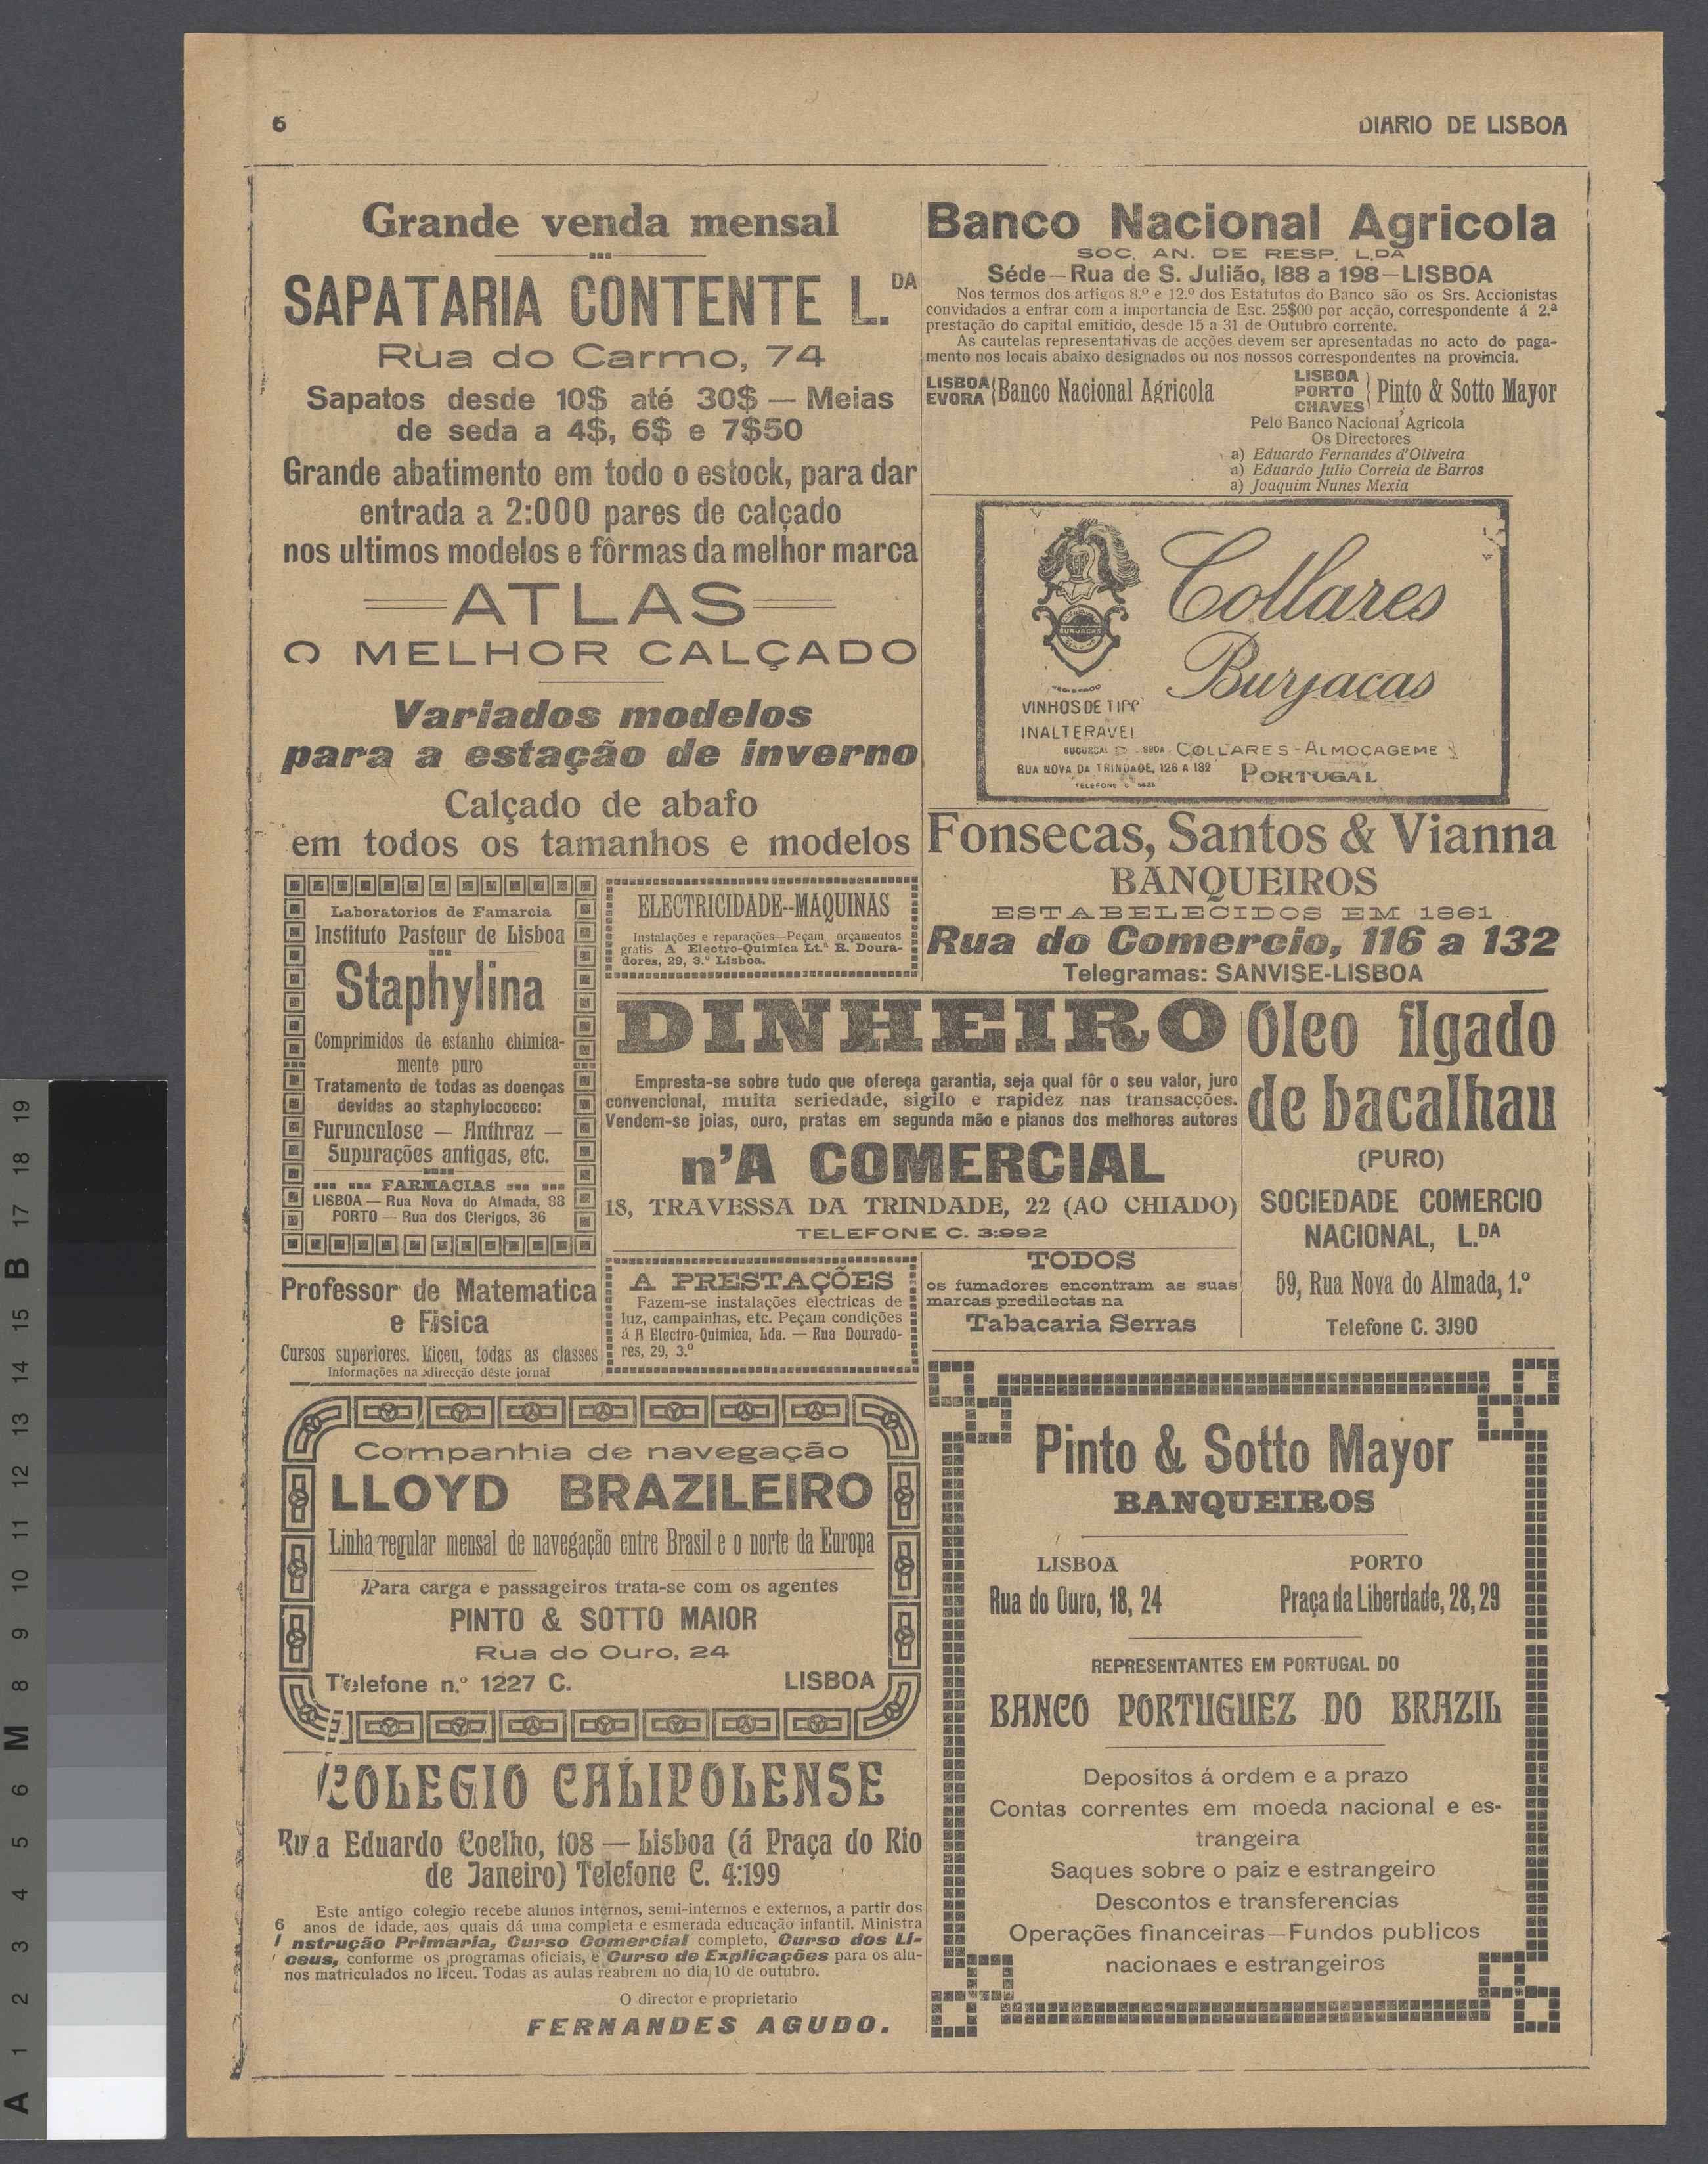 6
DIARIO DE LISBOA
Grande venda mensal
SAPATARIA CONTENTE L.DA
Rua do Carmo, 74
Sapatos desde 10$ até 30$ — Meias
de seda a 4$, 6$ e 7$50
Grande abatimento em todo o estock, para dar
entrada a 2:000 pares de calçado
nos ultimos modelos e fôrmas da melhor marca
ATLAS
O MELHOR CALÇADO
Variados modelos
para a estação de inverno
Calçado de abafo
em todos os tamanhos e modelos
Banco Nacional Agricola
SOC. AN. DE RESP. L.DA
Séde—Rua de S. Julião, 188 a 198—LISBOA
Nos termos dos artigos 8.º e 12.º dos Estatutos do Banco são os Srs. Accionistas
convidados a entrar com a importancia de Esc. 25$00 por acção, correspondente á 2.ª
prestação do capital emitido, desde 15 a 31 de Outubro corrente.
As cautelas representativas de acções devem ser apresentadas no acto do paga-
mento nos locais abaixo designados ou nos nossos correspondentes na provincia.
LISBOA
EVORA
Banco Nacional Agricola
LISBOA
PORTO
CHAVES
Pinto & Sotto Mayor
Pelo Banco Nacional Agricola
Os Directores
a) Eduardo Fernandes d'Oliveira
a) Eduardo Julio Correia de Barros
a) Joaquim Nunes Mexia
Collares
Burjacas
BURJACAS
VINHOS DE TIPO
INALTERAVEL
COLLARES-ALMOÇAGEME
RUA NOVA DA TRINDADE, 126 A 132
PORTUGAL
TELEFONE C.
Fonsecas, Santos & Vianna
BANQUEIROS
ESTABELECIDOS EM 1861
Rua do Comercio, 116 a 132
Telegramas: SANVISE-LISBOA
Laboratorios de Famarcia
Instituto Pasteur de Lisboa
Staphylina
Comprimidos de estanho chimica-
mente puro
Tratamento de todas as doenças
devidas ao staphylococco:
Furunculose — Anthraz —
Supurações antigas, etc.
FARMACIAS
LISBOA — Rua Nova do Almada, 88
PORTO — Rua dos Clerigos, 36
ELECTRICIDADE--MAQUINAS
Instalações e reparações—Peçam orçamentos
gratis A Electro-Quimica Lt.ª R. Doura-
dores, 29, 3.º Lisboa.
DINHEIRO
Empresta-se sobre tudo que ofereça garantia, seja qual fôr o seu valor, juro
convencional, muita seriedade, sigilo e rapidez nas transacções.
Vendem-se joias, ouro, pratas em segunda mão e pianos dos melhores autores
n'A COMERCIAL
18, TRAVESSA DA TRINDADE, 22 (AO CHIADO)
TELEFONE C. 3:992
Oleo figado
de bacalhau
(PURO)
SOCIEDADE COMERCIO
NACIONAL, L.DA
59, Rua Nova do Almada, 1.º
Telefone C. 3190
Professor de Matematica
e Fisica
Cursos superiores. Liceu, todas as classes
Informações na direcção dêste jornal
A PRESTAÇÕES
Fazem-se instalações electricas de
luz, campainhas, etc. Peçam condições
á A Electro-Quimica, Lda. — Rua Dourado-
res, 29, 3.º
TODOS
os fumadores encontram as suas
marcas predilectas na
Tabacaria Serras
Companhia de navegação
LLOYD BRAZILEIRO
Linha regular mensal de navegação entre Brasil e o norte da Europa
Para carga e passageiros trata-se com os agentes
PINTO & SOTTO MAIOR
Rua do Ouro, 24
Telefone n.º 1227 C. LISBOA
COLEGIO CALIPOLENSE
Rua Eduardo Coelho, 108 — Lisboa (á Praça do Rio
de Janeiro) Telefone C. 4:199
Este antigo colegio recebe alunos internos, semi-internos e externos, a partir dos
6 anos de idade, aos quais dá uma completa e esmerada educação infantil. Ministra
Instrução Primaria, Curso Comercial completo, Curso dos Li-
ceus, conforme os programas oficiais, e Curso de Explicações para os alu-
nos matriculados no liceu. Todas as aulas reabrem no dia 10 de outubro.
O director e proprietario
FERNANDES AGUDO.
Pinto & Sotto Mayor
BANQUEIROS
LISBOA
Rua do Ouro, 18, 24
PORTO
Praça da Liberdade, 28, 29
REPRESENTANTES EM PORTUGAL DO
BANCO PORTUGUEZ DO BRAZIL
Depositos á ordem e a prazo
Contas correntes em moeda nacional e es-
trangeira
Saques sobre o paiz e estrangeiro
Descontos e transferencias
Operações financeiras—Fundos publicos
nacionaes e estrangeiros
A 1 2 3 4 5 6 M 8 9 10 11 12 13 14 15 B 17 18 19